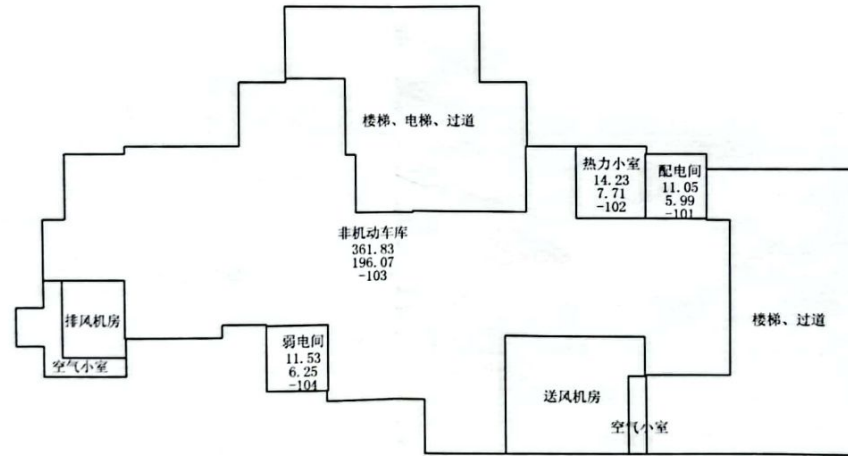 楼梯、电梯、过道
热力小室
14.23
7.71
-102
配电间
11.05
5.99
-101
非机动车库
361.83
196.07
-103
排风机房
空气小室
弱电间
11.53
6.25
-104
楼梯、过道
送风机房
空气小室